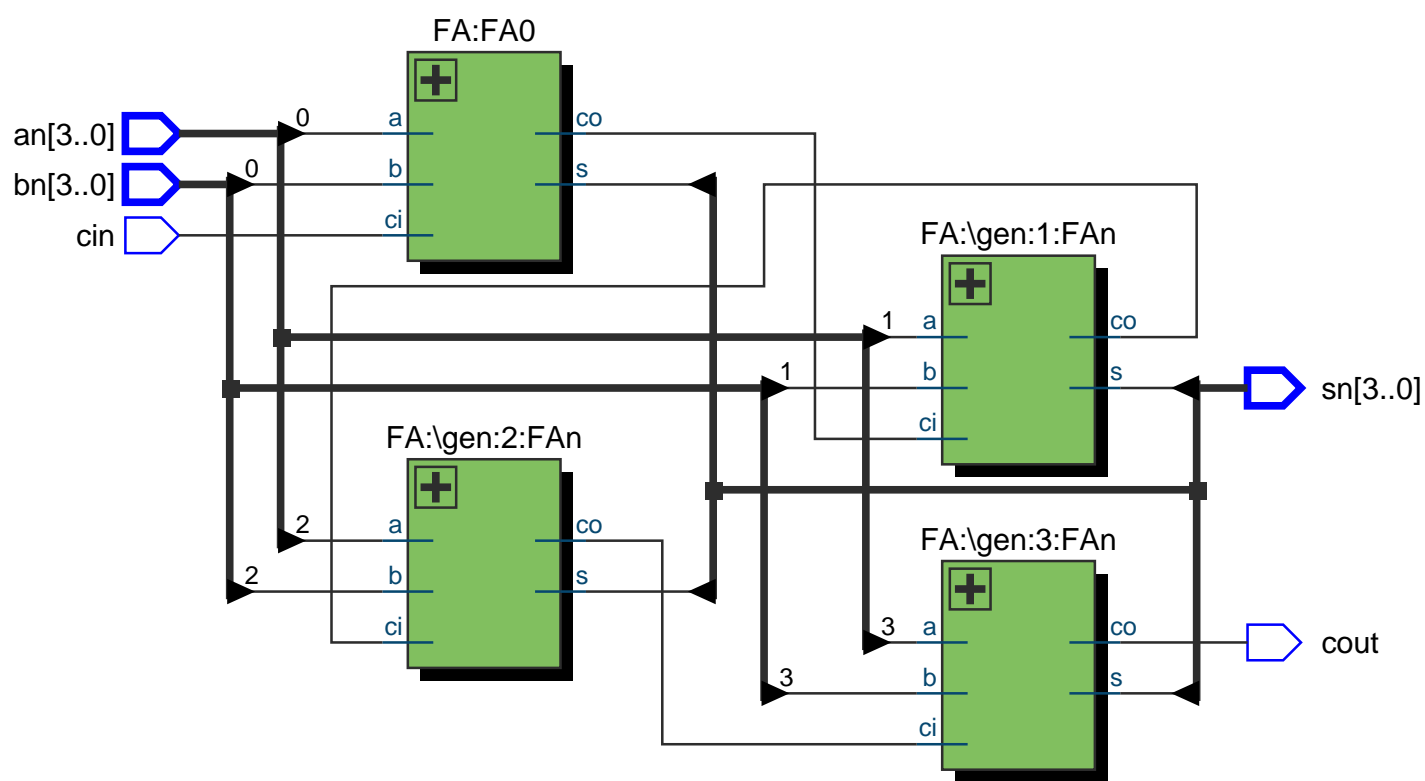 FA:FA0
an[3..0]
0
a
co
bn[3..0]
0
b
s
cin
ci
FA:\gen:1:FAn
1
a
co
1
b
s
sn[3..0]
ci
FA:\gen:2:FAn
2
a
co
2
b
s
ci
FA:\gen:3:FAn
3
a
co
cout
3
b
s
ci